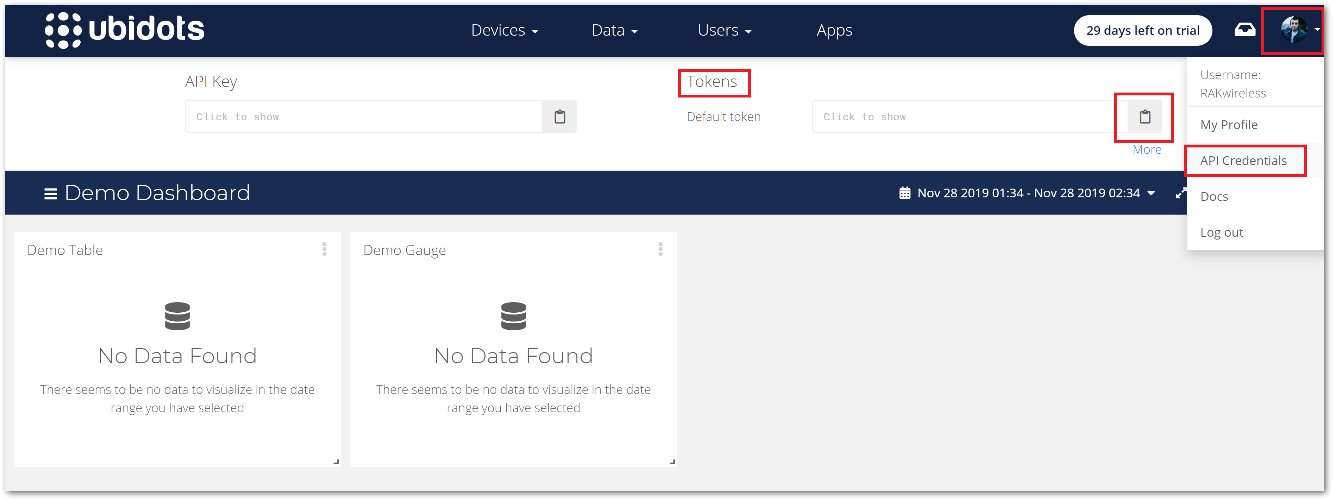 ubidots
Devices
Data
Users
Apps
29 days left on trial
Username:
RAKwireless
My Profile
API Credentials
Docs
Log out
API Key
Click to show
Tokens
Default token
Click to show
More
Demo Dashboard
Nov 28 2019 01:34 - Nov 28 2019 02:34
Demo Table
No Data Found
There seems to be no data to visualize in the date
range you have selected
Demo Gauge
No Data Found
There seems to be no data to visualize in the date
range you have selected